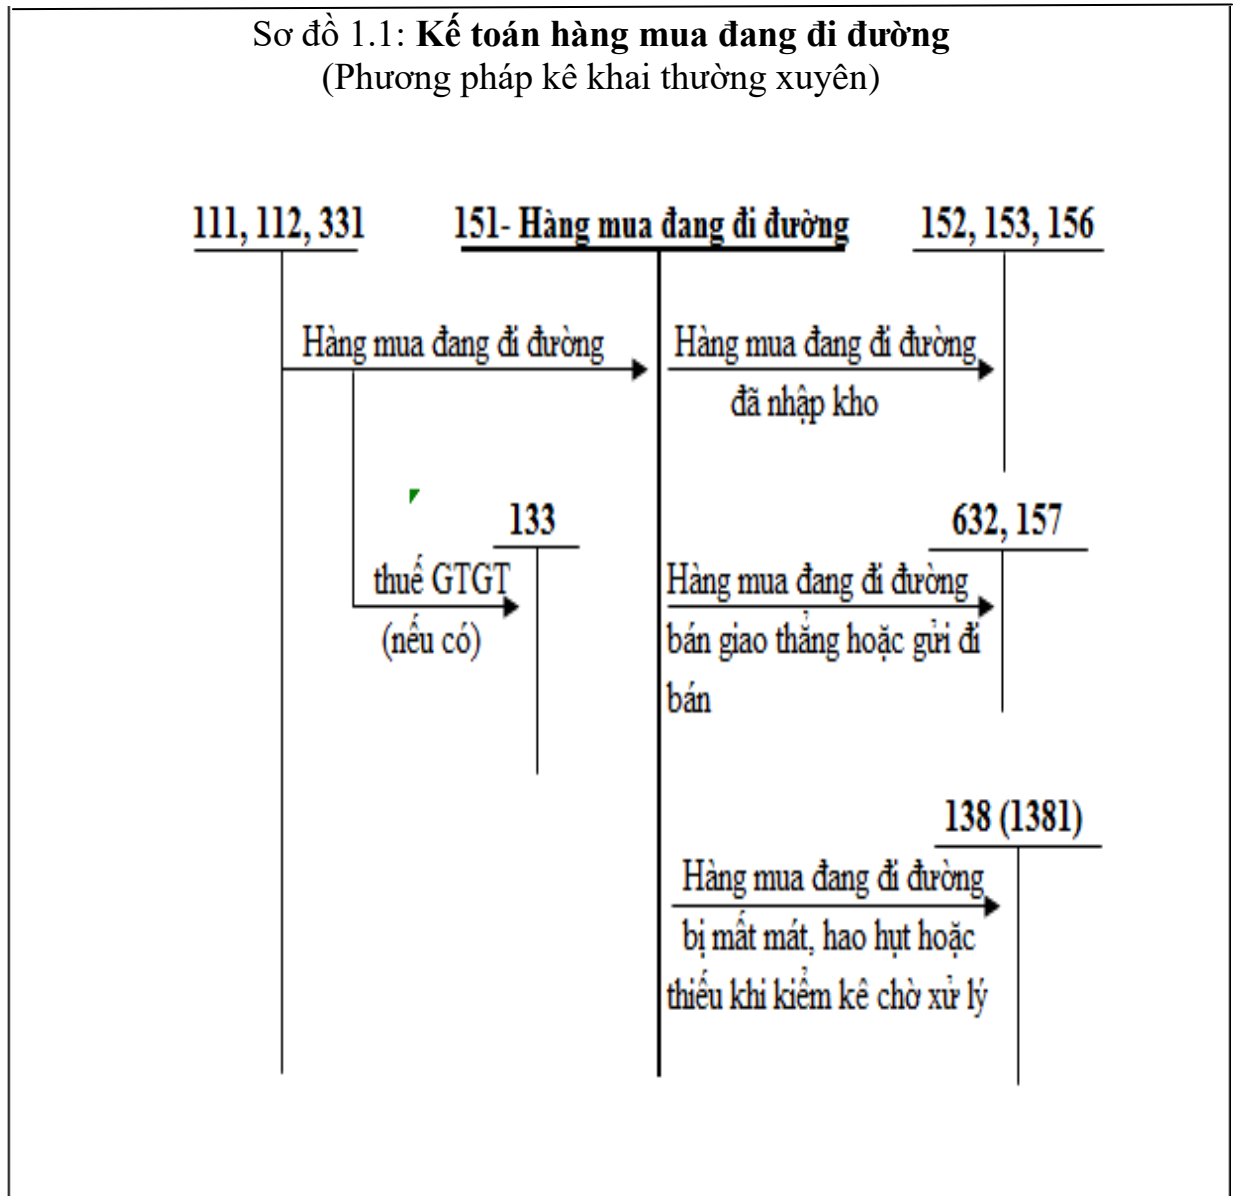 Sơ đồ 1.1: Kế toán hàng mua đang đi đường
(Phương pháp kê khai thường xuyên)
111, 112, 331
151- Hàng mua đang đi đường
152, 153, 156
Hàng mua đang đi đường
Hàng mua đang đi đường
đã nhập kho
133
thuế GTGT
(nếu có)
632, 157
Hàng mua đang đi đường
bán giao thẳng hoặc gửi đi
bán
138 (1381)
Hàng mua đang đi đường
bị mất mát, hao hụt hoặc
thiếu khi kiểm kê chờ xử lý